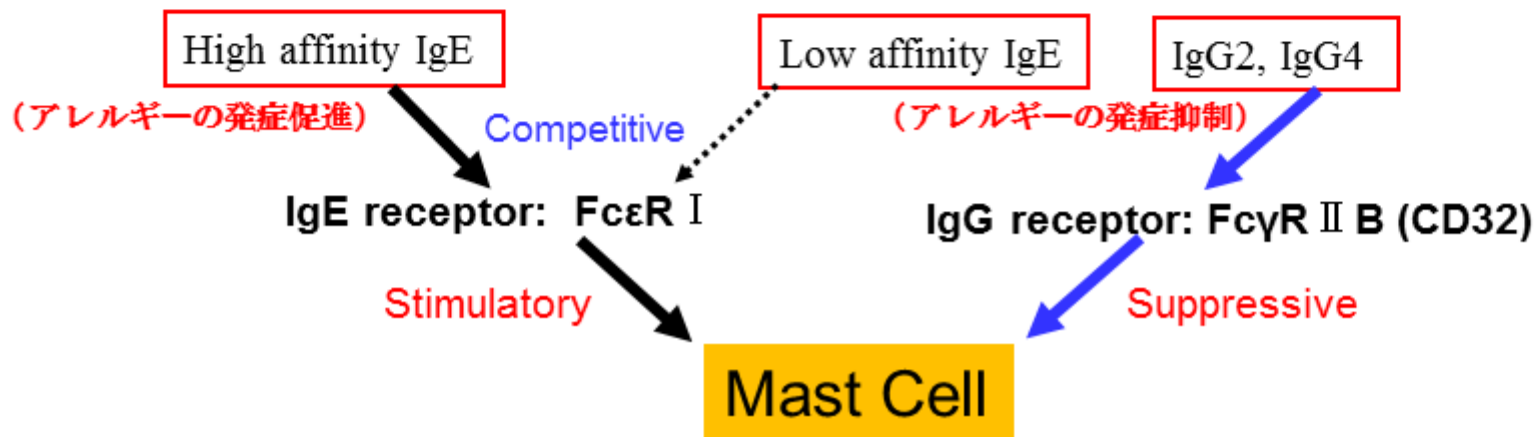 High affinity IgE
Low affinity IgE
IgG2, IgG4
(アレルギーの発症促進)
Competitive
(アレルギーの発症抑制)
IgE receptor: FcεRⅠ
IgG receptor: FcγRⅡB (CD32)
Stimulatory
Suppressive
Mast Cell